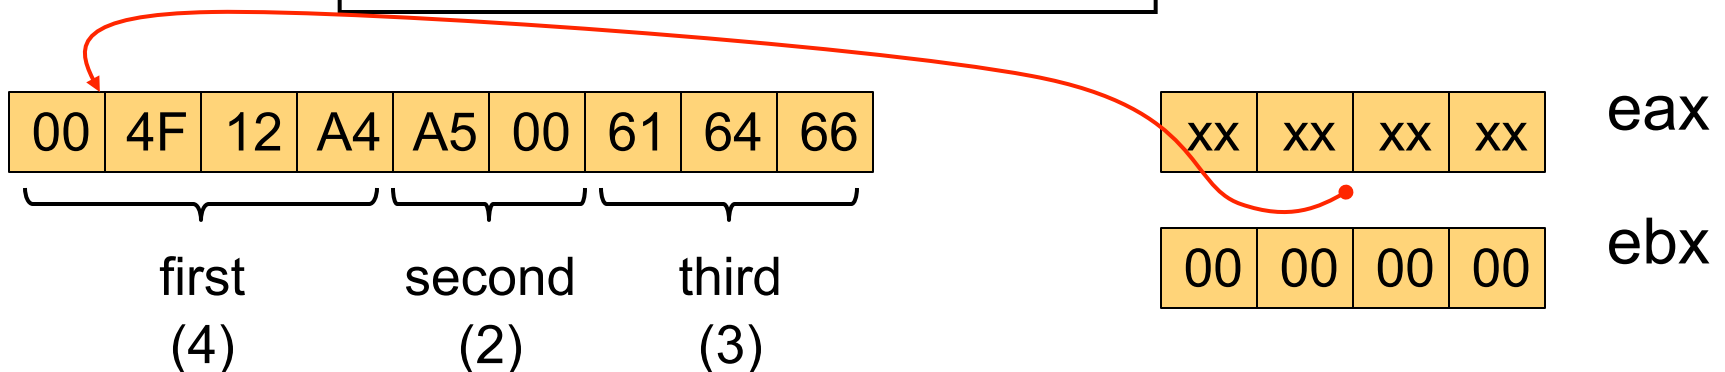 00 4F 12 A4 A5 00 61 64 66
first second third
(4) (2) (3)
xx xx xx xx eax
00 00 00 00 ebx